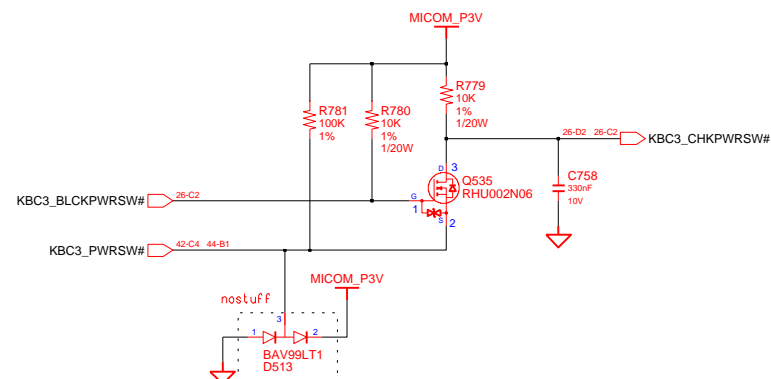 MICOM_P3V
R781
100K
1%
R780
10K
1%
1/20W
R779
10K
1%
1/20W
26-D2 26-C2
KBC3_CHKPWRSW#
D
3
Q535
RHU002N06
G
1
S
2
C758
330nF
10V
KBC3_BLCKPWRSW#
26-C2
KBC3_PWRSW#
42-C4 44-B1
MICOM_P3V
nostuff
3
1
2
BAV99LT1
D513